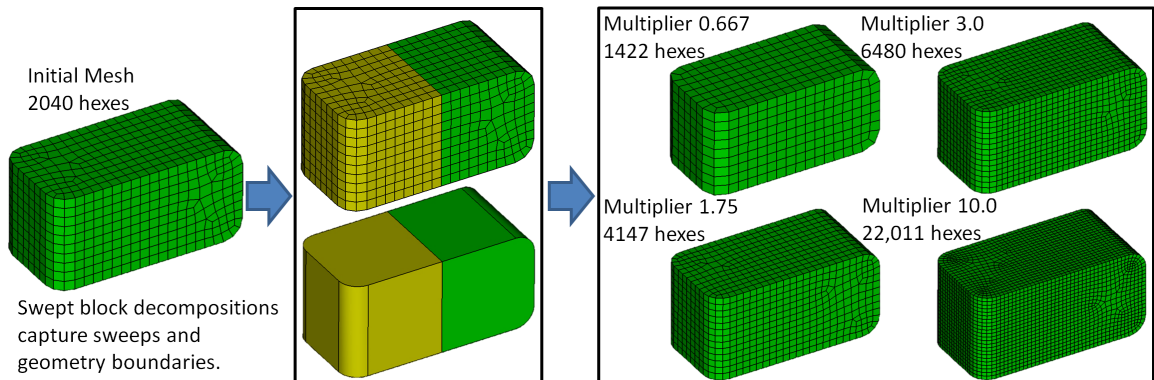 Initial Mesh
2040 hexes
Swept block decompositions
capture sweeps and
geometry boundaries.
Multiplier 0.667
1422 hexes
Multiplier 3.0
6480 hexes
Multiplier 1.75
4147 hexes
Multiplier 10.0
22,011 hexes